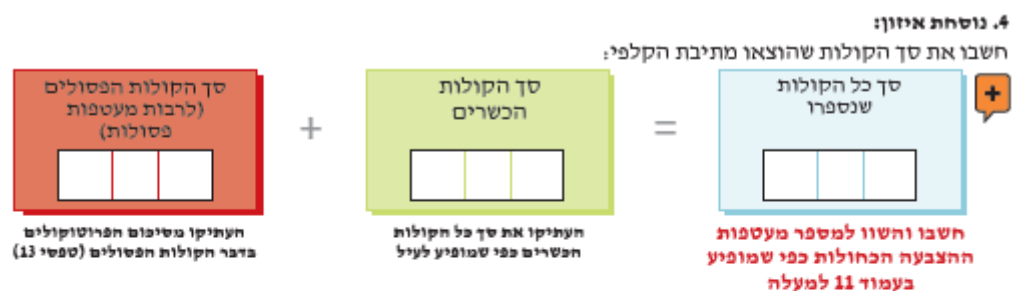 4. נוסחת איזון:
חשבו את סך הקולות שהוצאו מתיבת הקלפי:
+
סך כל הקולות
שנספרו
=
סך הקולות
הכשרים
+
סך הקולות הפסולים
(לרבות מעטפות
פסולות)
חשבו והשוו למספר מעטפות
ההצבעה הכחולות כפי שמופיע
בעמוד 11 למעלה
העתיקו את סך כל הקולות
הכשרים כפי שמופיע לעיל
העתיקו מסיכום הפרוטוקולים
בדבר הקולות הפסולים (טפסי 13)